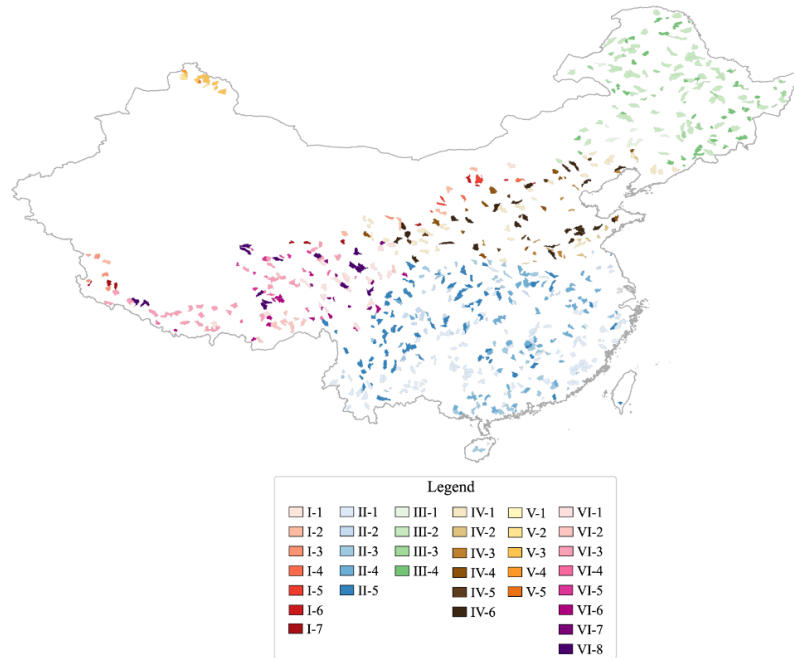 Legend
I-1 II-1 III-1 IV-1 V-1 VI-1
I-2 II-2 III-2 IV-2 V-2 VI-2
I-3 II-3 III-3 IV-3 V-3 VI-3
I-4 II-4 III-4 IV-4 V-4 VI-4
I-5 II-5 IV-5 V-5 VI-5
I-6 IV-6 VI-6
I-7 VI-7
VI-8